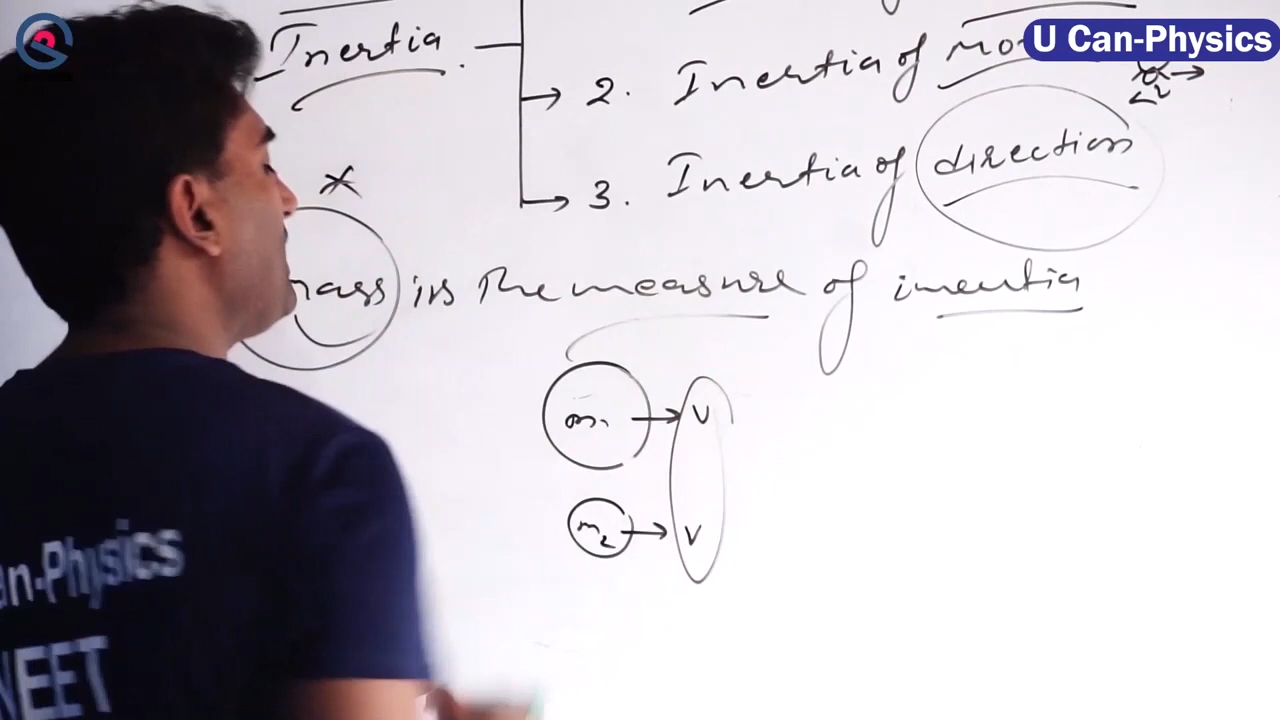 U Can-Physics
Inertia
2. Inertia of
3. Inertia of direction
mass is the measure of inertia
m₁ → v
m₂ → v
an-Physics
NEET